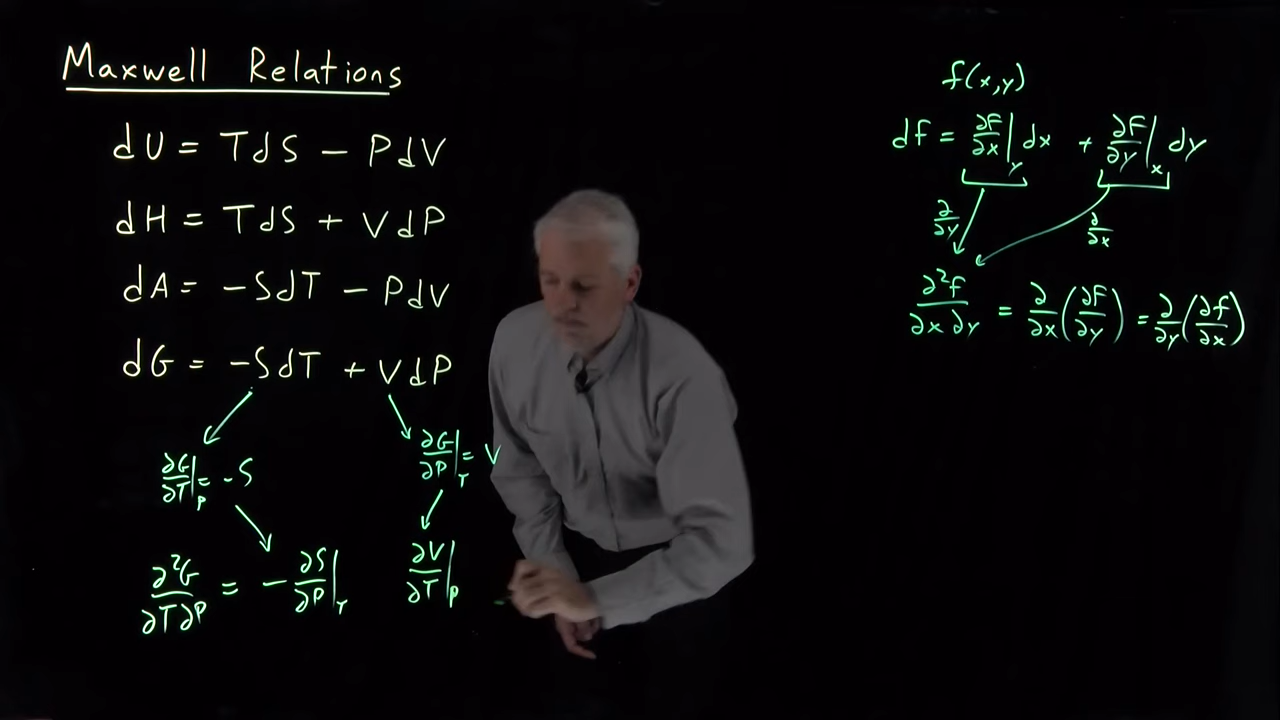 Maxwell Relations
dU = TdS - PdV
dH = TdS + VdP
dA = -SdT - PdV
dG = -SdT + VdP
∂G/∂T|P = -S
∂G/∂P|T = V
∂²G/∂T∂P = -∂S/∂P|T
∂V/∂T|P
f(x,y)
df = ∂F/∂x|y dx + ∂F/∂y|x dy
∂/∂y
∂/∂x
∂²f/∂x∂y = ∂/∂x(∂F/∂y) = ∂/∂y(∂f/∂x)